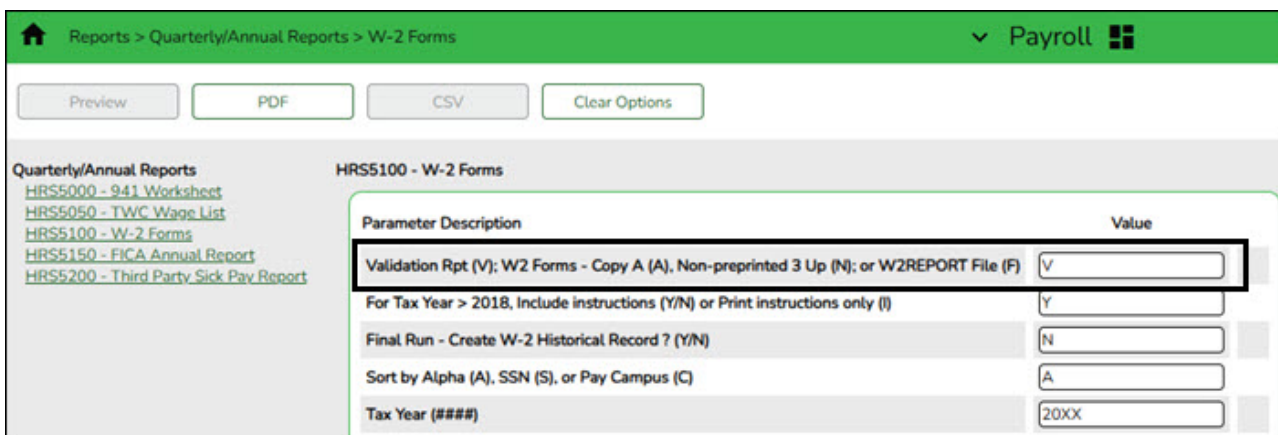 Reports > Quarterly/Annual Reports > W-2 Forms
Payroll
Preview
PDF
CSV
Clear Options
Quarterly/Annual Reports
HRS5000 - 941 Worksheet
HRS5050 - TWC Wage List
HRS5100 - W-2 Forms
HRS5150 - FICA Annual Report
HRS5200 - Third Party Sick Pay Report
HRS5100 - W-2 Forms
Parameter Description Value
Validation Rpt (V); W2 Forms - Copy A (A), Non-preprinted 3 Up (N); or W2REPORT File (F) V
For Tax Year > 2018, Include instructions (Y/N) or Print instructions only (I) Y
Final Run - Create W-2 Historical Record ? (Y/N) N
Sort by Alpha (A), SSN (S), or Pay Campus (C) A
Tax Year (####) 20XX